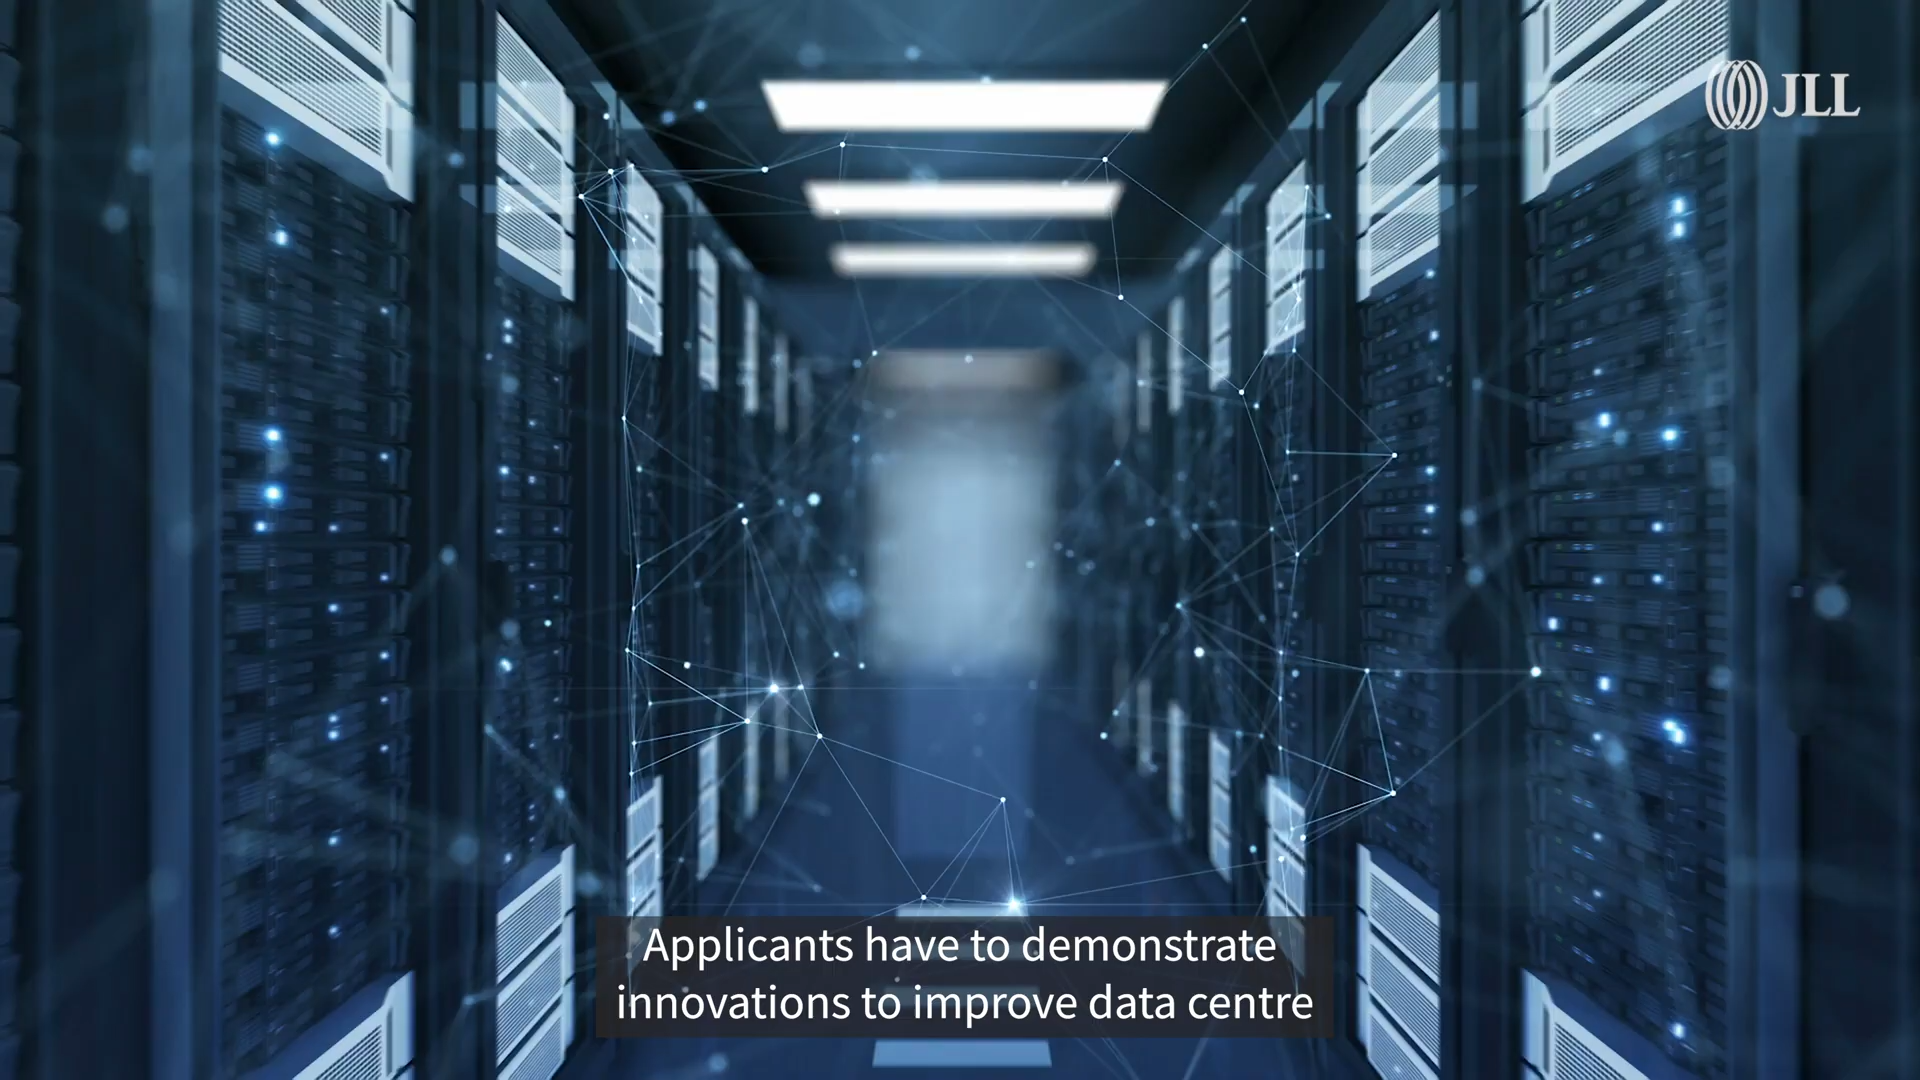 JLL
Applicants have to demonstrate
innovations to improve data centre